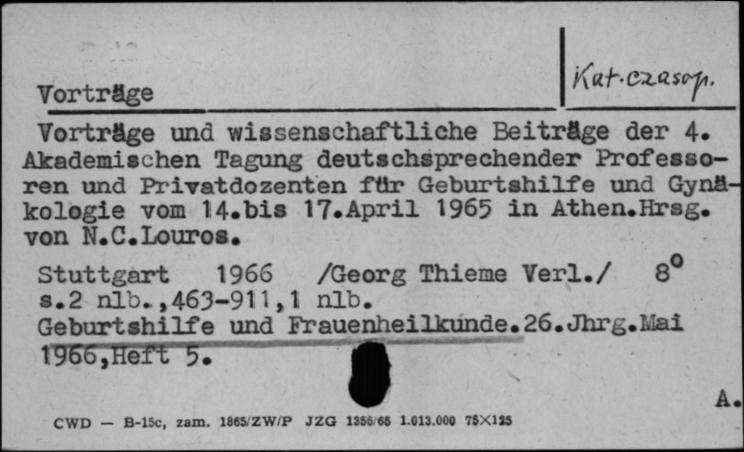 Kat. czasop.
Vorträge
Vorträge und wissenschaftliche Beiträge der 4.
Akademischen Tagung deutschsprechender Professo-
ren und Privatdozenten für Geburtshilfe und Gynä-
kologie vom 14.bis 17.April 1965 in Athen.Hrsg.
von N.C.Louros.
Stuttgart 1966 /Georg Thieme Verl./ 8°
s.2 nlb.,463-911,1 nlb.
Geburtshilfe und Frauenheilkunde.26.Jhrg.Mai
1966,Heft 5.
A.
CWD — B-15c, zam. 1865/ZW/P JZG 1356/65 1.013.000 75X125